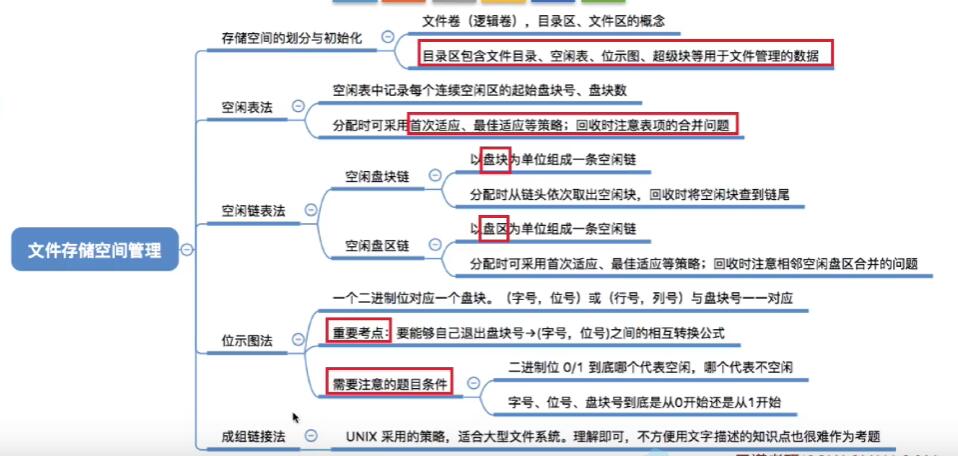 文件卷（逻辑卷），目录区、文件区的概念
存储空间的划分与初始化
目录区包含文件目录、空闲表、位示图、超级块等用于文件管理的数据
空闲表中记录每个连续空闲区的起始盘块号、盘块数
空闲表法
分配时可采用首次适应、最佳适应等策略；回收时注意表项的合并问题
以盘块为单位组成一条空闲链
空闲盘块链
分配时从链头依次取出空闲块，回收时将空闲块查到链尾
空闲链表法
以盘区为单位组成一条空闲链
空闲盘区链
分配时可采用首次适应、最佳适应等策略；回收时注意相邻空闲盘区合并的问题
文件存储空间管理
一个二进制位对应一个盘块。（字号，位号）或（行号，列号）与盘块号一一对应
位示图法
重要考点：要能够自己退出盘块号→(字号，位号)之间的相互转换公式
需要注意的题目条件
二进制位 0/1 到底哪个代表空闲，哪个代表不空闲
字号、位号、盘块号到底是从0开始还是从1开始
成组链接法
UNIX 采用的策略，适合大型文件系统。理解即可，不方便用文字描述的知识点也很难作为考题